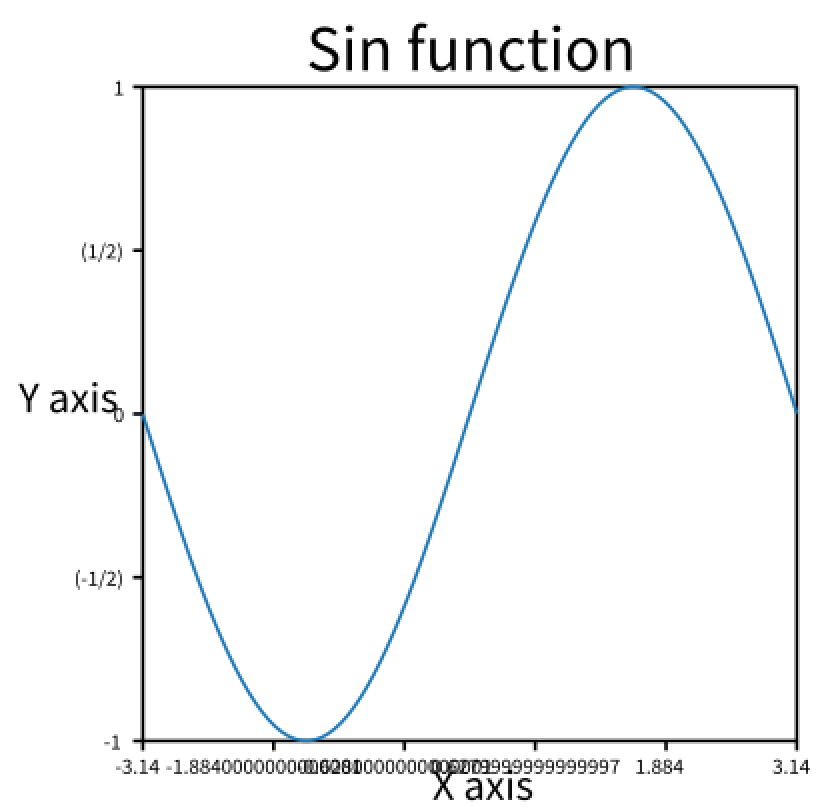 Sin function
1
(1/2)
Y axis
0
(-1/2)
-1
-3.14 1.884 3.14
X axis